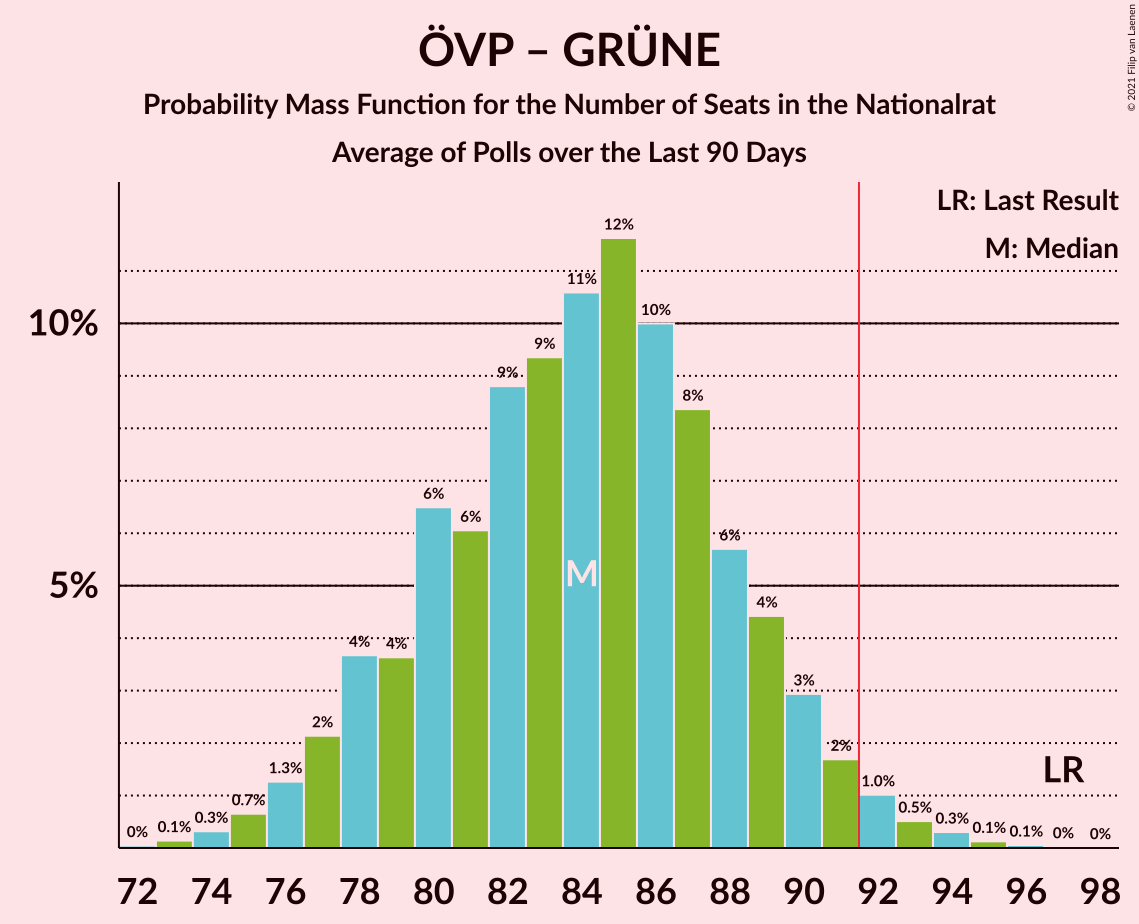 ÖVP – GRÜNE
Probability Mass Function for the Number of Seats in the Nationalrat
Average of Polls over the Last 90 Days
© 2021 Filip van Laenen
LR: Last Result
M: Median
10%
5%
0% 0.1% 0.3% 0.7% 1.3% 2% 4% 4% 6% 6% 9% 9% 11% 12% 10% 8% 6% 4% 3% 2% 1.0% 0.5% 0.3% 0.1% 0.1% 0% 0%
M
LR
72 74 76 78 80 82 84 86 88 90 92 94 96 98